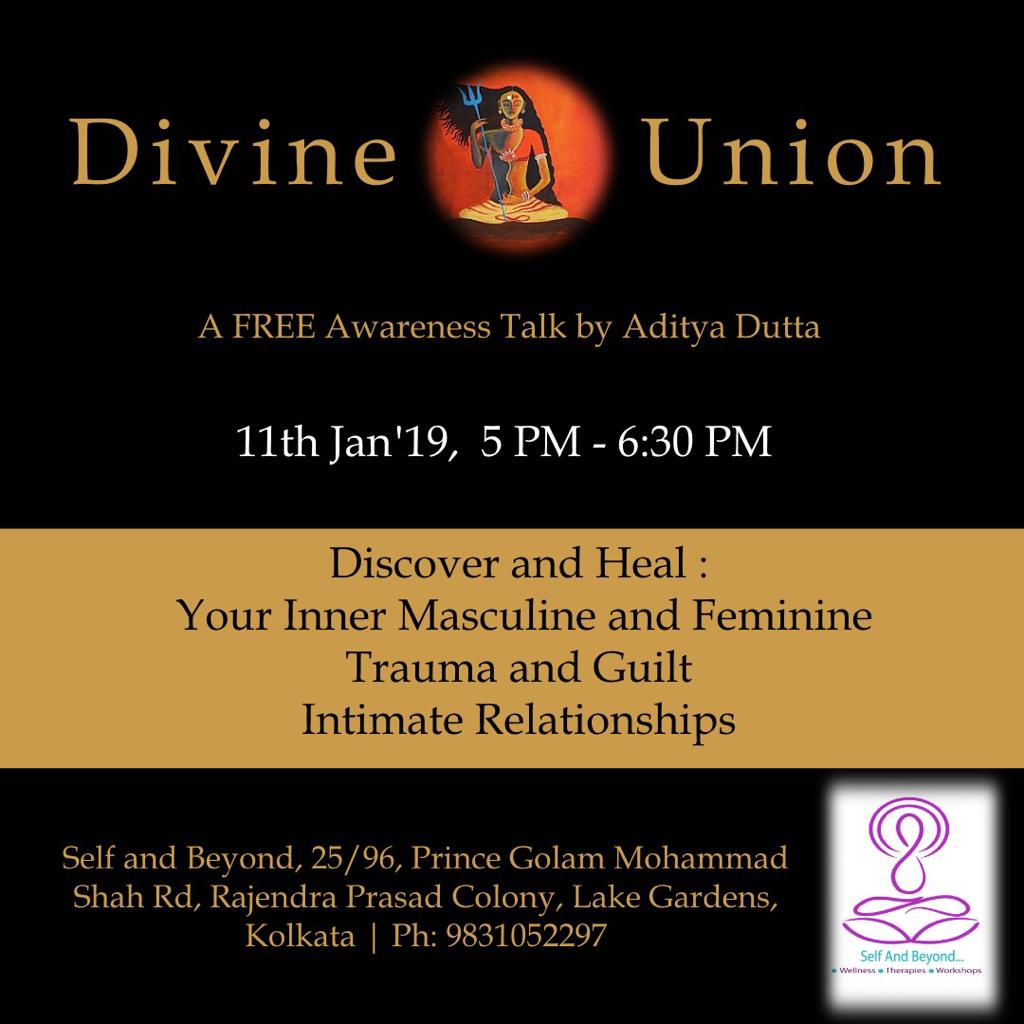 Divine Union
A FREE Awareness Talk by Aditya Dutta
11th Jan'19, 5 PM - 6:30 PM
Discover and Heal :
Your Inner Masculine and Feminine
Trauma and Guilt
Intimate Relationships
Self and Beyond, 25/96, Prince Golam Mohammad
Shah Rd, Rajendra Prasad Colony, Lake Gardens,
Kolkata | Ph: 9831052297
Self And Beyond...
• Wellness • Therapies • Workshops